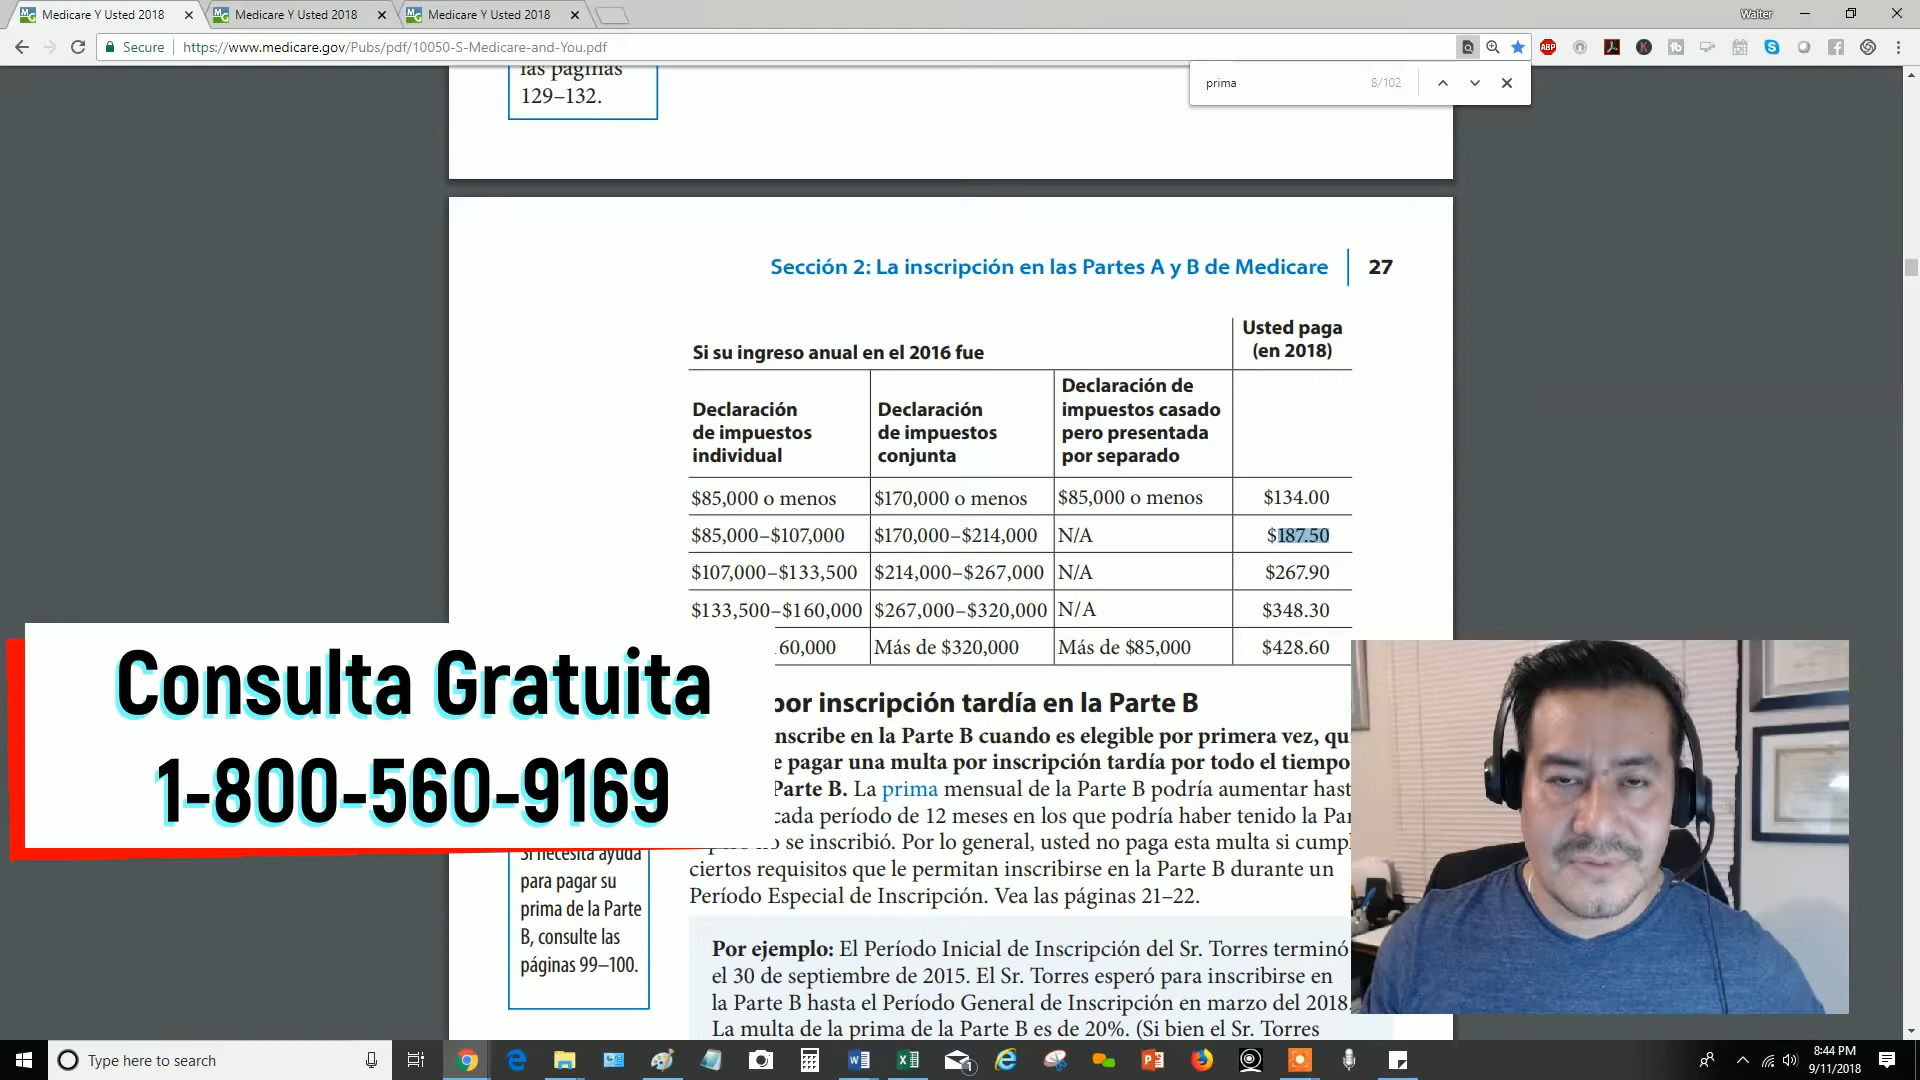 Medicare Y Usted 2018
Medicare Y Usted 2018
Medicare Y Usted 2018
Walter
Secure
https://www.medicare.gov/Pubs/pdf/10050-S-Medicare-and-You.pdf
ABP
prima 8/102
las páginas
129–132.
Sección 2: La inscripción en las Partes A y B de Medicare 27
Si su ingreso anual en el 2016 fue
Usted paga
(en 2018)
Declaración
de impuestos
individual
Declaración
de impuestos
conjunta
Declaración de
impuestos casado
pero presentada
por separado
$85,000 o menos $170,000 o menos $85,000 o menos $134.00
$85,000–$107,000 $170,000–$214,000 N/A $187.50
$107,000–$133,500 $214,000–$267,000 N/A $267.90
$133,500–$160,000 $267,000–$320,000 N/A $348.30
60,000 Más de $320,000 Más de $85,000 $428.60
por inscripción tardía en la Parte B
nscribe en la Parte B cuando es elegible por primera vez, qu
e pagar una multa por inscripción tardía por todo el tiempo
Parte B. La prima mensual de la Parte B podría aumentar hast
cada período de 12 meses en los que podría haber tenido la Par
se inscribió. Por lo general, usted no paga esta multa si cumpl
ciertos requisitos que le permitan inscribirse en la Parte B durante un
Período Especial de Inscripción. Vea las páginas 21–22.
Por ejemplo: El Período Inicial de Inscripción del Sr. Torres terminó
el 30 de septiembre de 2015. El Sr. Torres esperó para inscribirse en
la Parte B hasta el Período General de Inscripción en marzo del 2018.
La multa de la prima de la Parte B es de 20%. (Si bien el Sr. Torres
Consulta Gratuita
1-800-560-9169
Si necesita ayuda
para pagar su
prima de la Parte
B, consulte las
páginas 99–100.
Type here to search
8:44 PM
9/11/2018